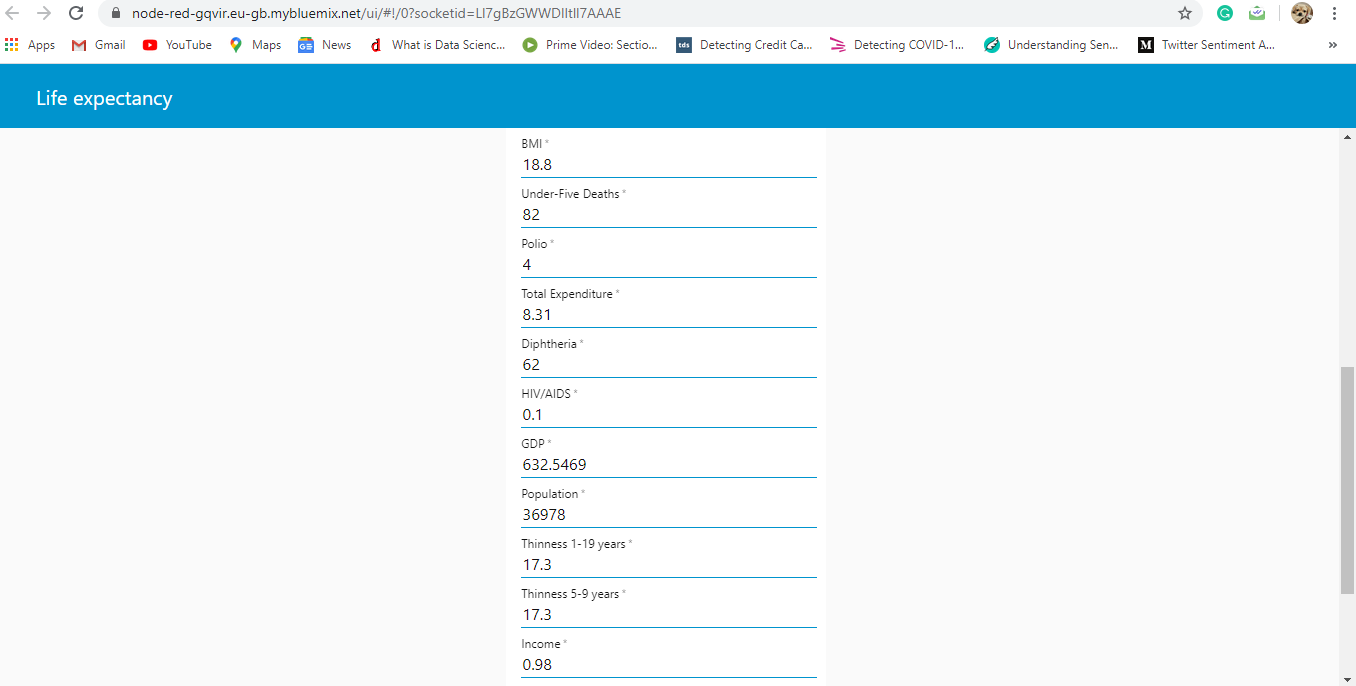 node-red-gqvir.eu-gb.mybluemix.net/ui/#!/0?socketid=LI7gBzGWWDIltII7AAAE
Apps Gmail YouTube Maps GE News d What is Data Scienc... Prime Video: Sectio... tds Detecting Credit Ca... Detecting COVID-1... Understanding Sen... M Twitter Sentiment A... »
Life expectancy
BMI *
18.8
Under-Five Deaths *
82
Polio *
4
Total Expenditure *
8.31
Diphtheria *
62
HIV/AIDS *
0.1
GDP *
632.5469
Population *
36978
Thinness 1-19 years *
17.3
Thinness 5-9 years *
17.3
Income *
0.98